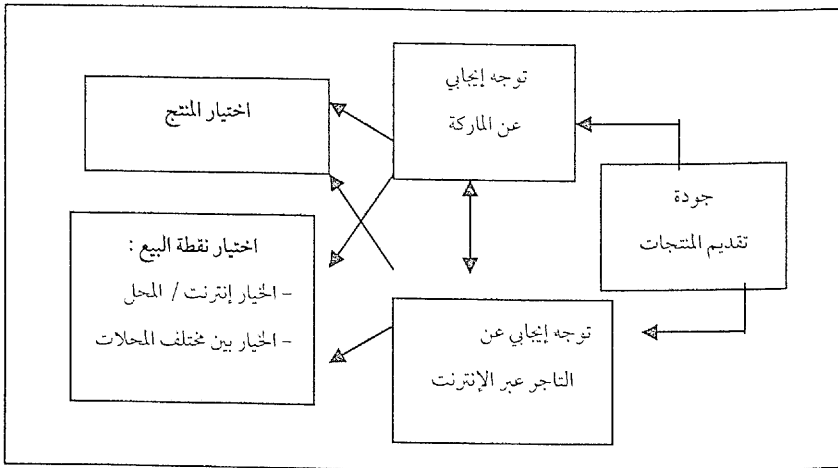 جودة
تقديم المنتجات
توجه إيجابي
عن الماركة
توجه إيجابي عن
التاجر عبر الإنترنت
اختيار المنتج
اختيار نقطة البيع :
- الخيار إنترنت / المحل
- الخيار بين مختلف المحلات